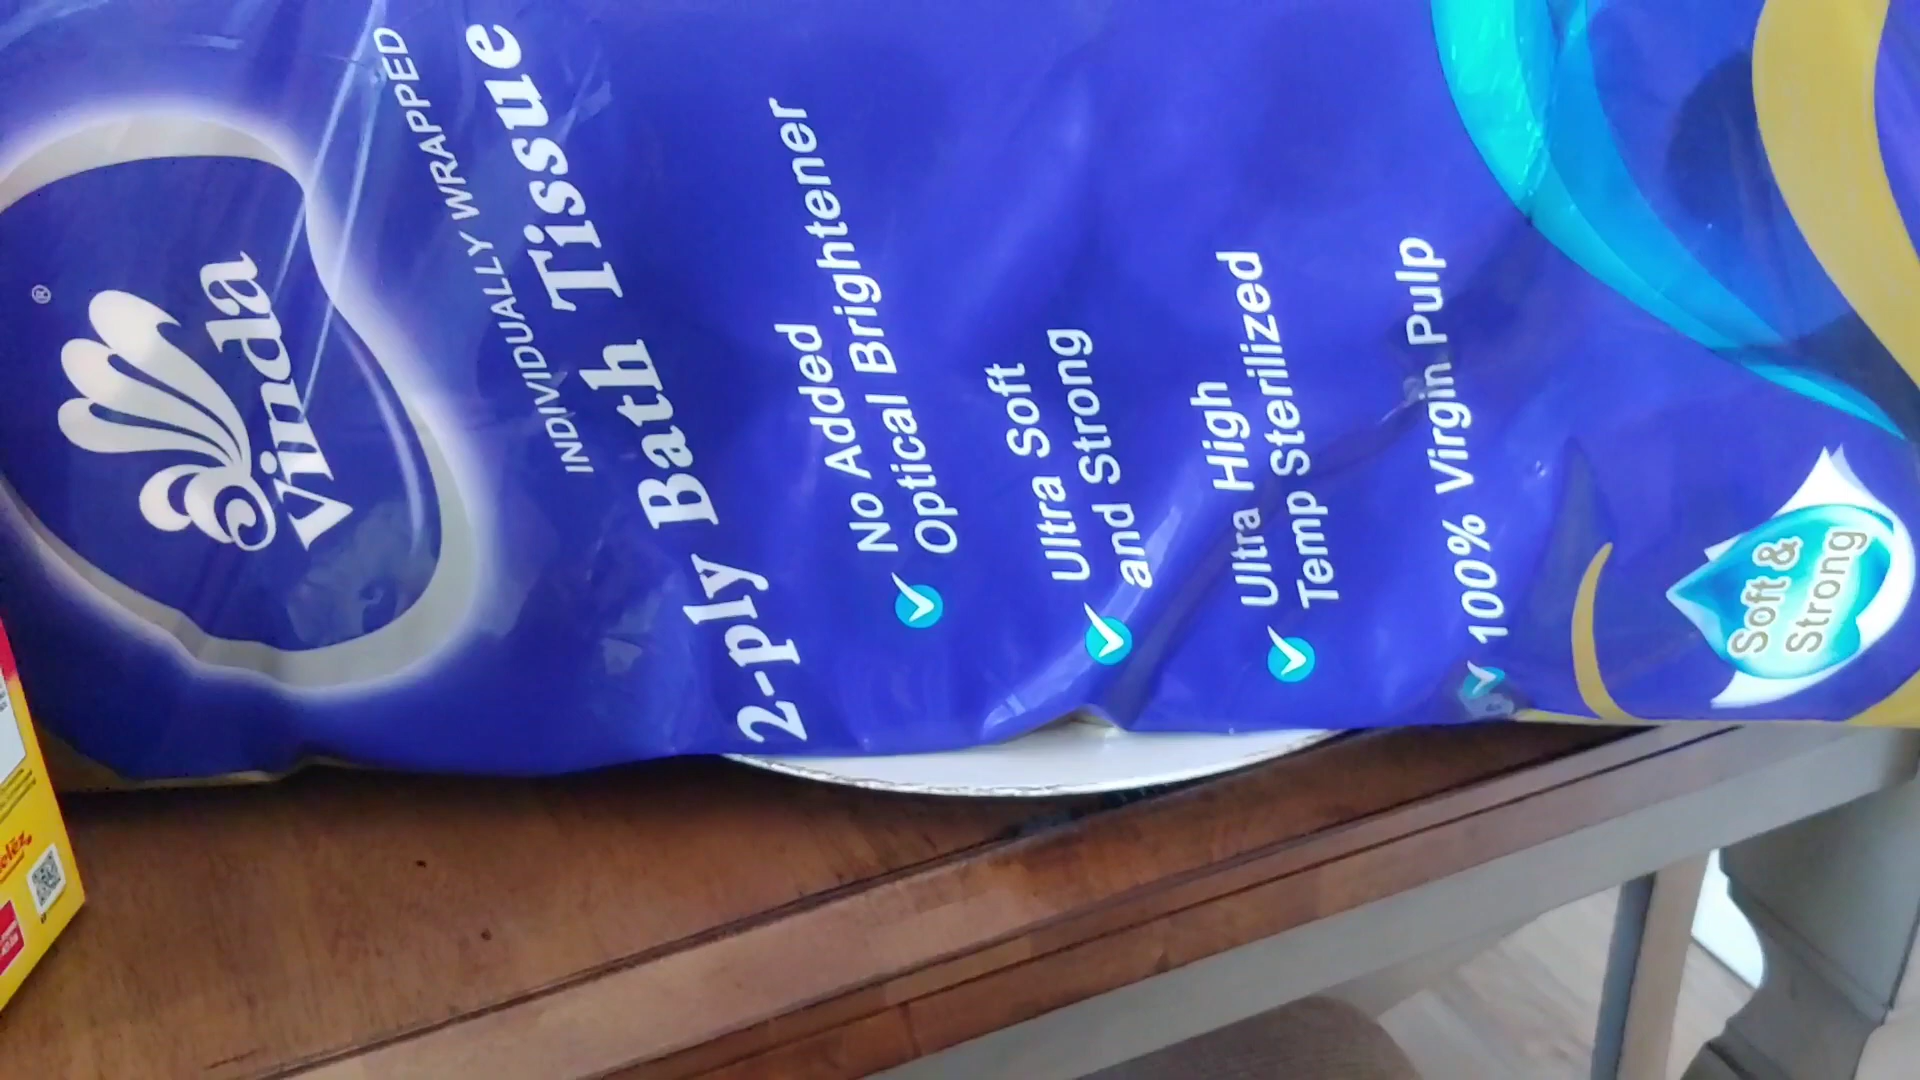 ®
Vinda
INDIVIDUALLY WRAPPED
2-ply Bath Tissue
No Added
Optical Brightener
Ultra Soft
and Strong
Ultra High
Temp Sterilized
100% Virgin Pulp
Soft &
Strong